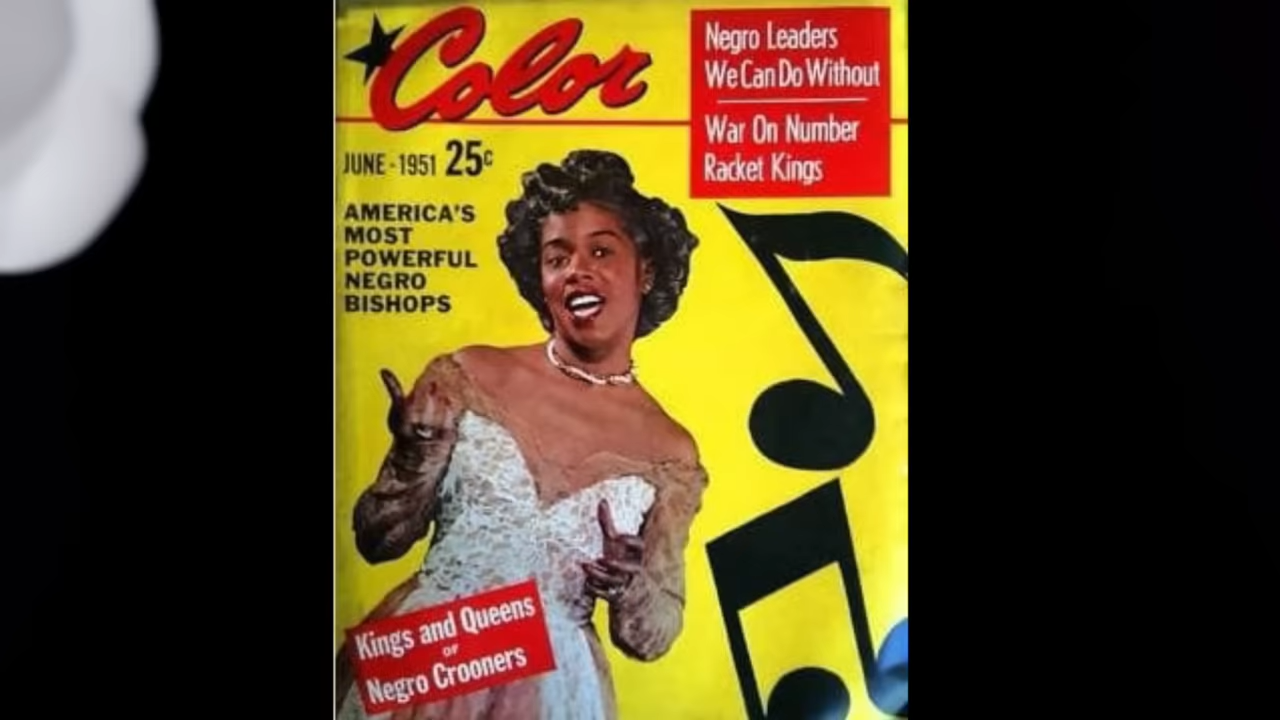 Color
Negro Leaders
We Can Do Without
War On Number
Racket Kings
JUNE - 1951 25c
AMERICA'S
MOST
POWERFUL
NEGRO
BISHOPS
Kings and Queens
OF
Negro Crooners